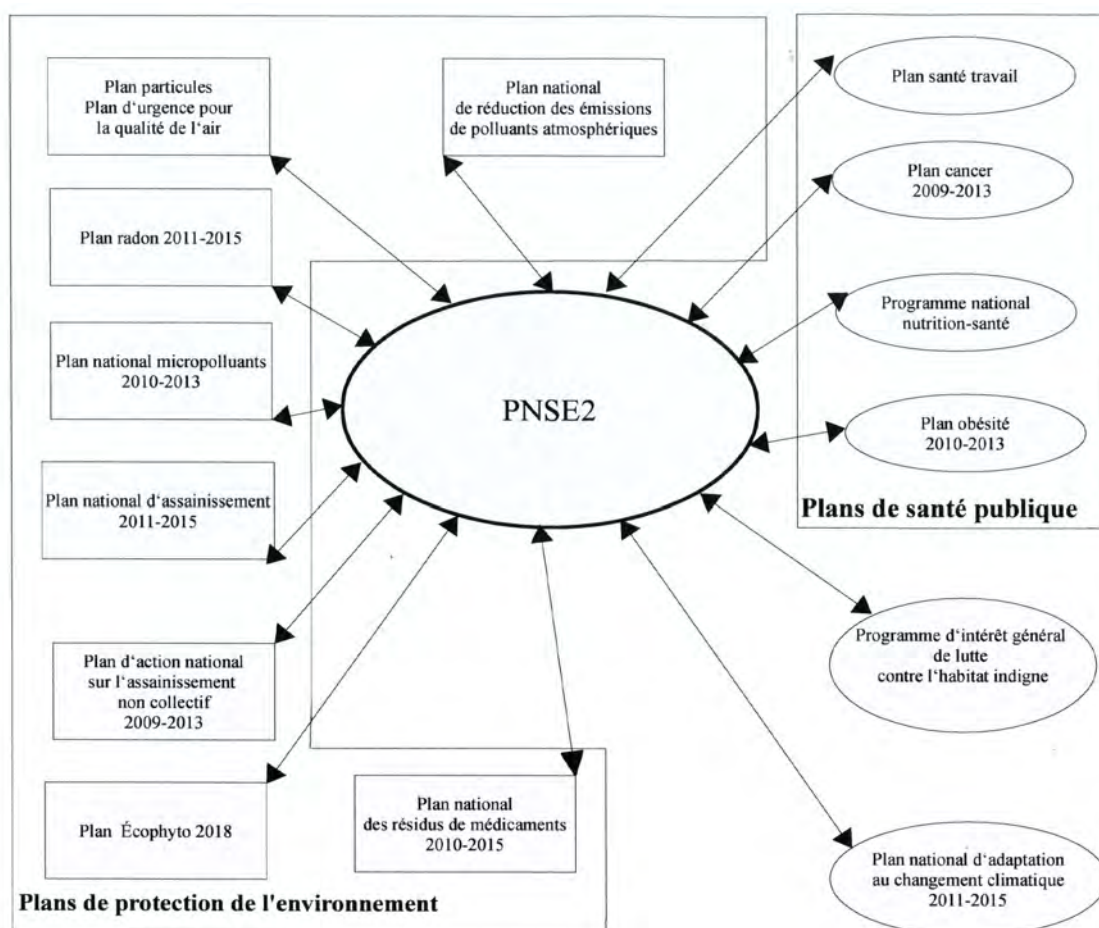 Plan particules
Plan d'urgence pour
la qualité de l'air
Plan national
de réduction des émissions
de polluants atmosphériques
Plan radon 2011-2015
Plan national micropolluants
2010-2013
Plan national d'assainissement
2011-2015
Plan d'action national
sur l'assainissement
non collectif
2009-2013
Plan Écophyto 2018
Plan national
des résidus de médicaments
2010-2015
Plans de protection de l'environnement
PNSE2
Plan santé travail
Plan cancer
2009-2013
Programme national
nutrition-santé
Plan obésité
2010-2013
Plans de santé publique
Programme d'intérêt général
de lutte
contre l'habitat indigne
Plan national d'adaptation
au changement climatique
2011-2015